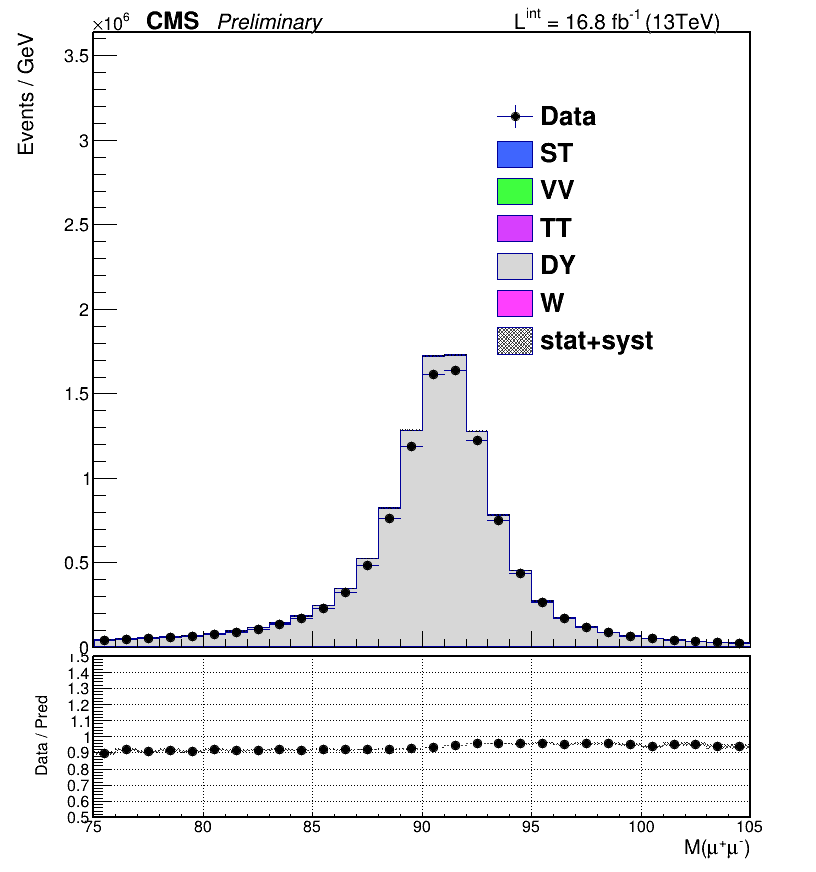 ×10⁶ CMS Preliminary L^int = 16.8 fb⁻¹ (13TeV)
Events / GeV
3.5
3
2.5
2
1.5
1
0.5
0
Data
ST
VV
TT
DY
W
stat+syst
Data / Pred
1.5
1.4
1.3
1.2
1.1
1
0.9
0.8
0.7
0.6
0.5
75 80 85 90 95 100 105
M(μ⁺μ⁻)